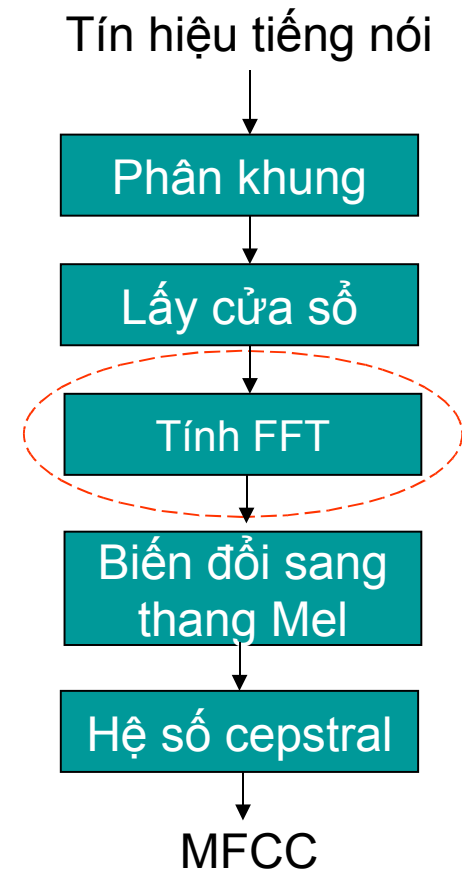 Tín hiệu tiếng nói
Phân khung
Lấy cửa sổ
Tính FFT
Biến đổi sang
thang Mel
Hệ số cepstral
MFCC